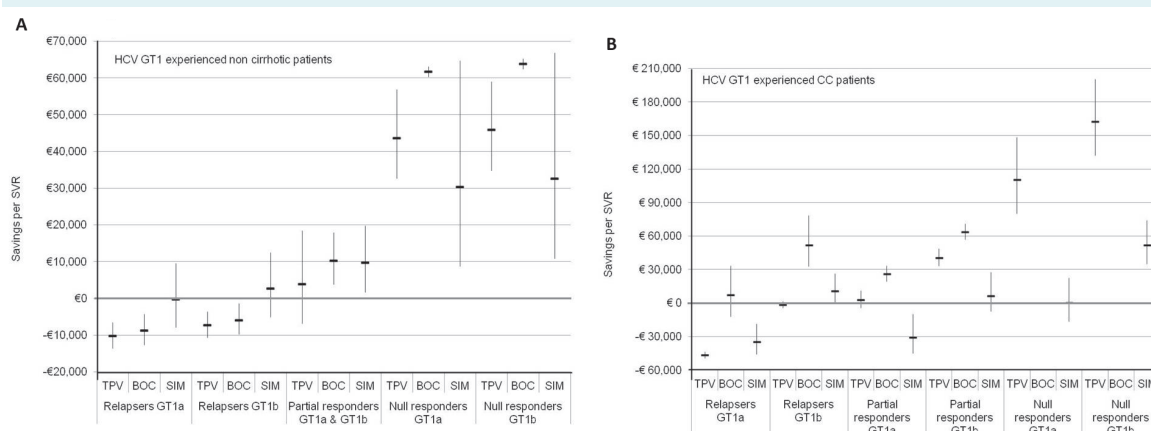 A
€70,000
HCV GT1 experienced non cirrhotic patients
€60,000
€50,000
€40,000
€30,000
€20,000
€10,000
€0
-€10,000
-€20,000
Savings per SVR
TPV BOC SIM TPV BOC SIM TPV BOC SIM TPV BOC SIM TPV BOC SIM
Relapsers GT1a Relapsers GT1b Partial responders Null responders Null responders
GT1a & GT1b GT1a GT1b
B
€ 210,000
HCV GT1 experienced CC patients
€ 180,000
€ 150,000
€ 120,000
€ 90,000
€ 60,000
€ 30,000
€ 0
-€ 30,000
-€ 60,000
Savings per SVR
TPV BOC SIM TPV BOC SIM TPV BOC SIM TPV BOC SIM TPV BOC SIM TPV BOC SIM
Relapsers Relapsers Partial Partial Null Null
GT1a GT1b responders responders responders responders
GT1a GT1b GT1a GT1b